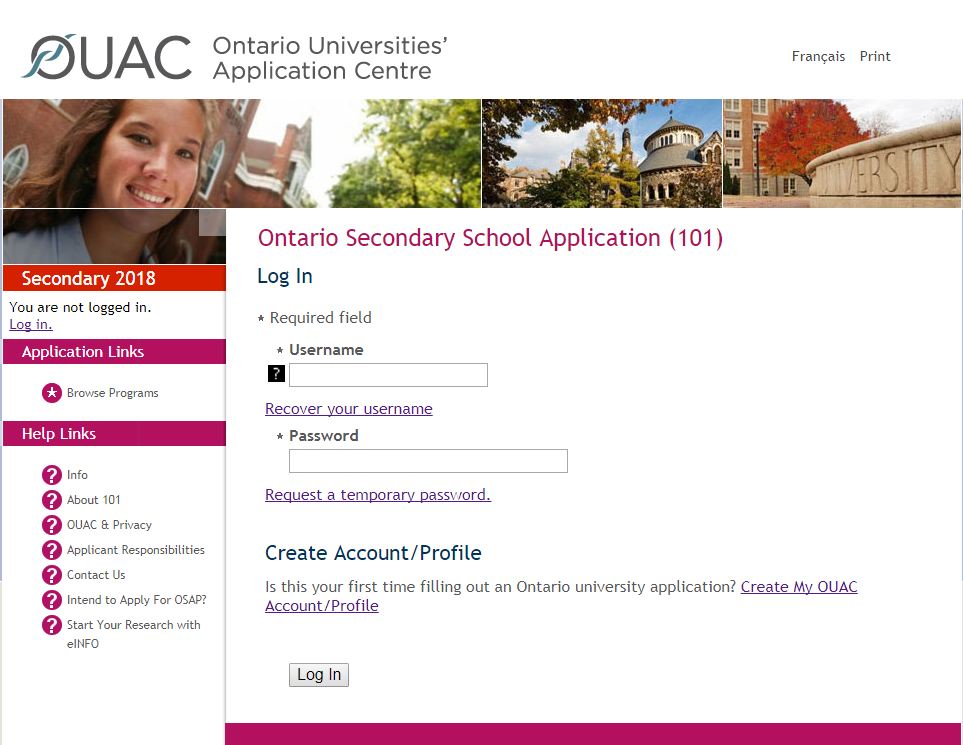 OUAC Ontario Universities'
Application Centre
Français Print
UNIVERSITY
Ontario Secondary School Application (101)
Secondary 2018
You are not logged in.
Log in.
Application Links
Browse Programs
Help Links
Info
About 101
OUAC & Privacy
Applicant Responsibilities
Contact Us
Intend to Apply For OSAP?
Start Your Research with
eINFO
Log In
* Required field
* Username
?
Recover your username
* Password
Request a temporary password.
Create Account/Profile
Is this your first time filling out an Ontario university application? Create My OUAC
Account/Profile
Log In